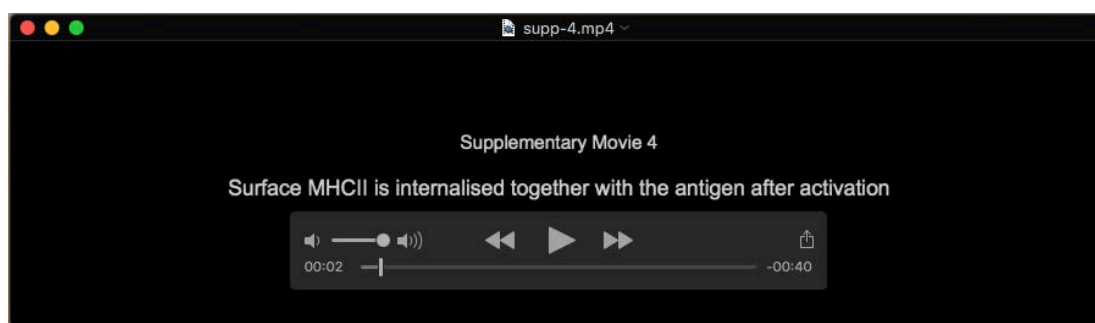 supp-4.mp4
Supplementary Movie 4
Surface MHCII is internalised together with the antigen after activation
00:02 -00:40